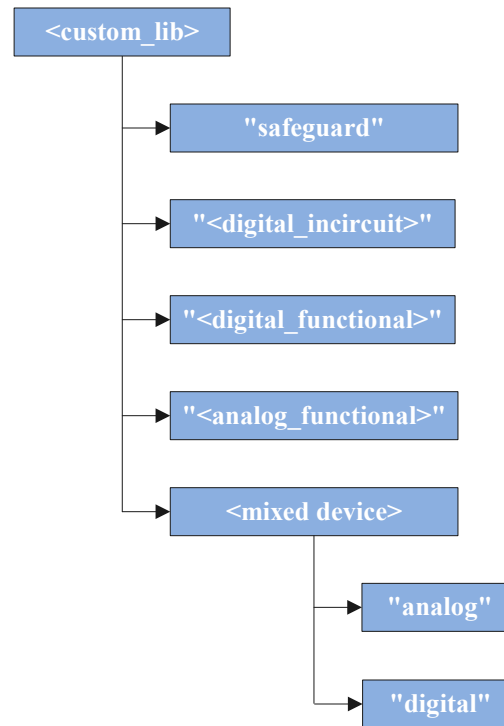 <custom_lib>
"safeguard"
"<digital_incircuit>"
"<digital_functional>"
"<analog_functional>"
<mixed device>
"analog"
"digital"